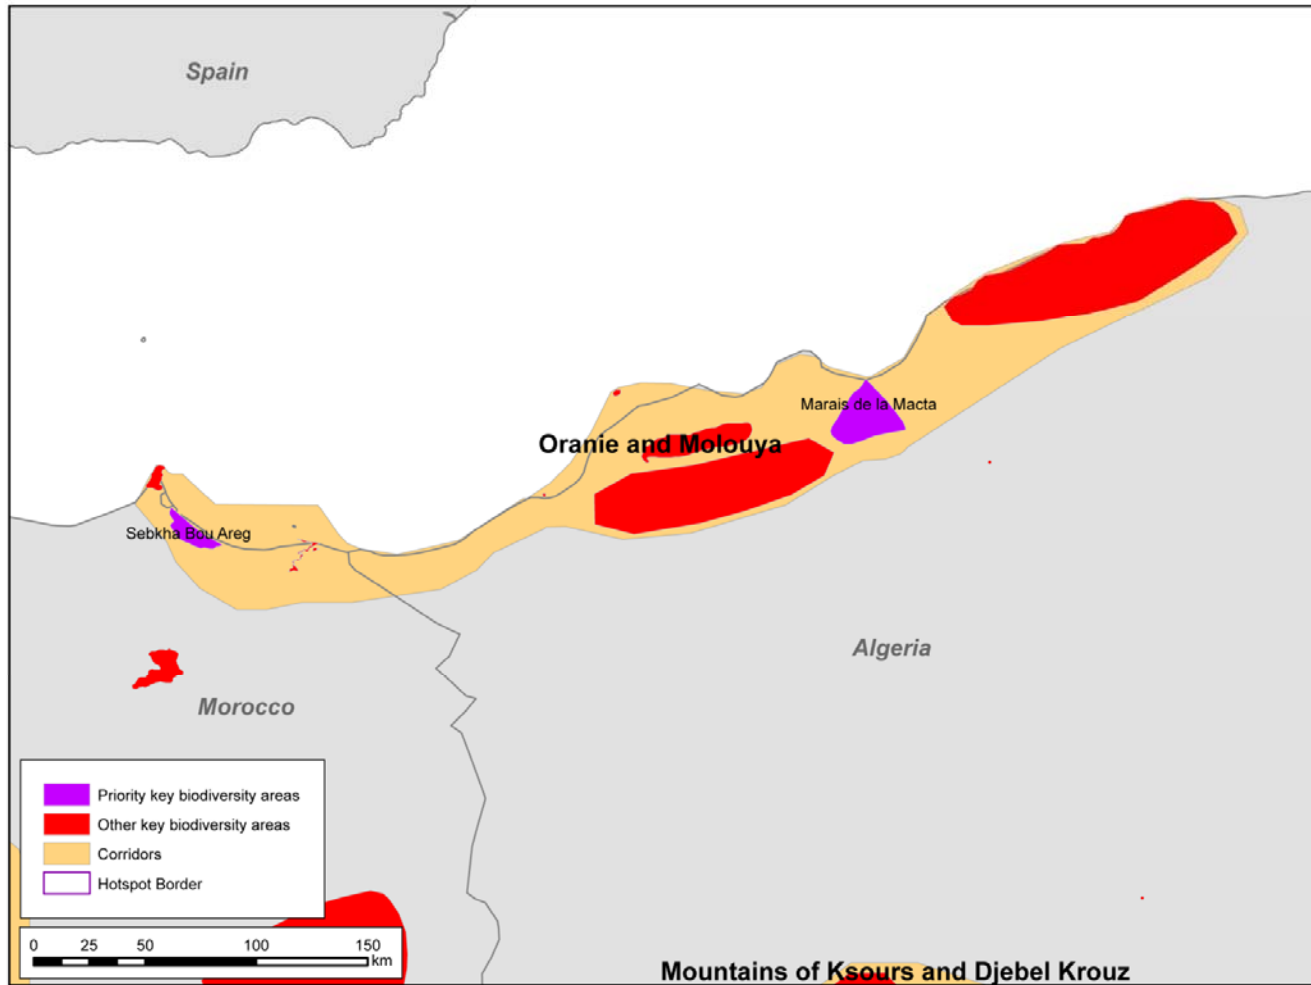 Spain
Marais de la Macta
Oranie and Molouya
Sebkha Bou Areg
Algeria
Morocco
Priority key biodiversity areas
Other key biodiversity areas
Corridors
Hotspot Border
0 25 50 100 150
km
Mountains of Ksours and Djebel Krouz